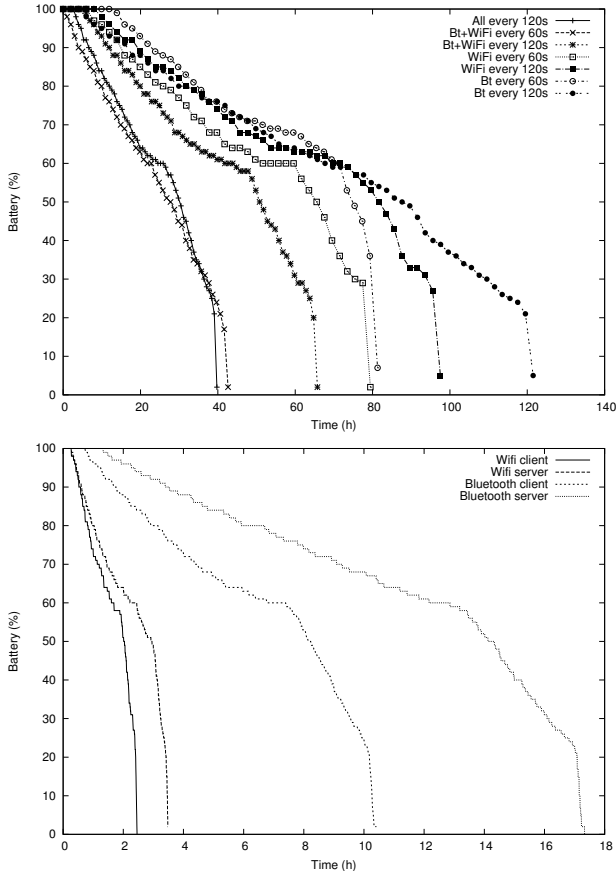 100
90
80
70
60
50
40
30
20
10
0
Battery (%)
0 20 40 60 80 100 120 140
Time (h)
All every 120s
Bt+WiFi every 60s
Bt+WiFi every 120s
WiFi every 60s
WiFi every 120s
Bt every 60s
Bt every 120s
100
90
80
70
60
50
40
30
20
10
0
Battery (%)
0 2 4 6 8 10 12 14 16 18
Time (h)
Wifi client
Wifi server
Bluetooth client
Bluetooth server